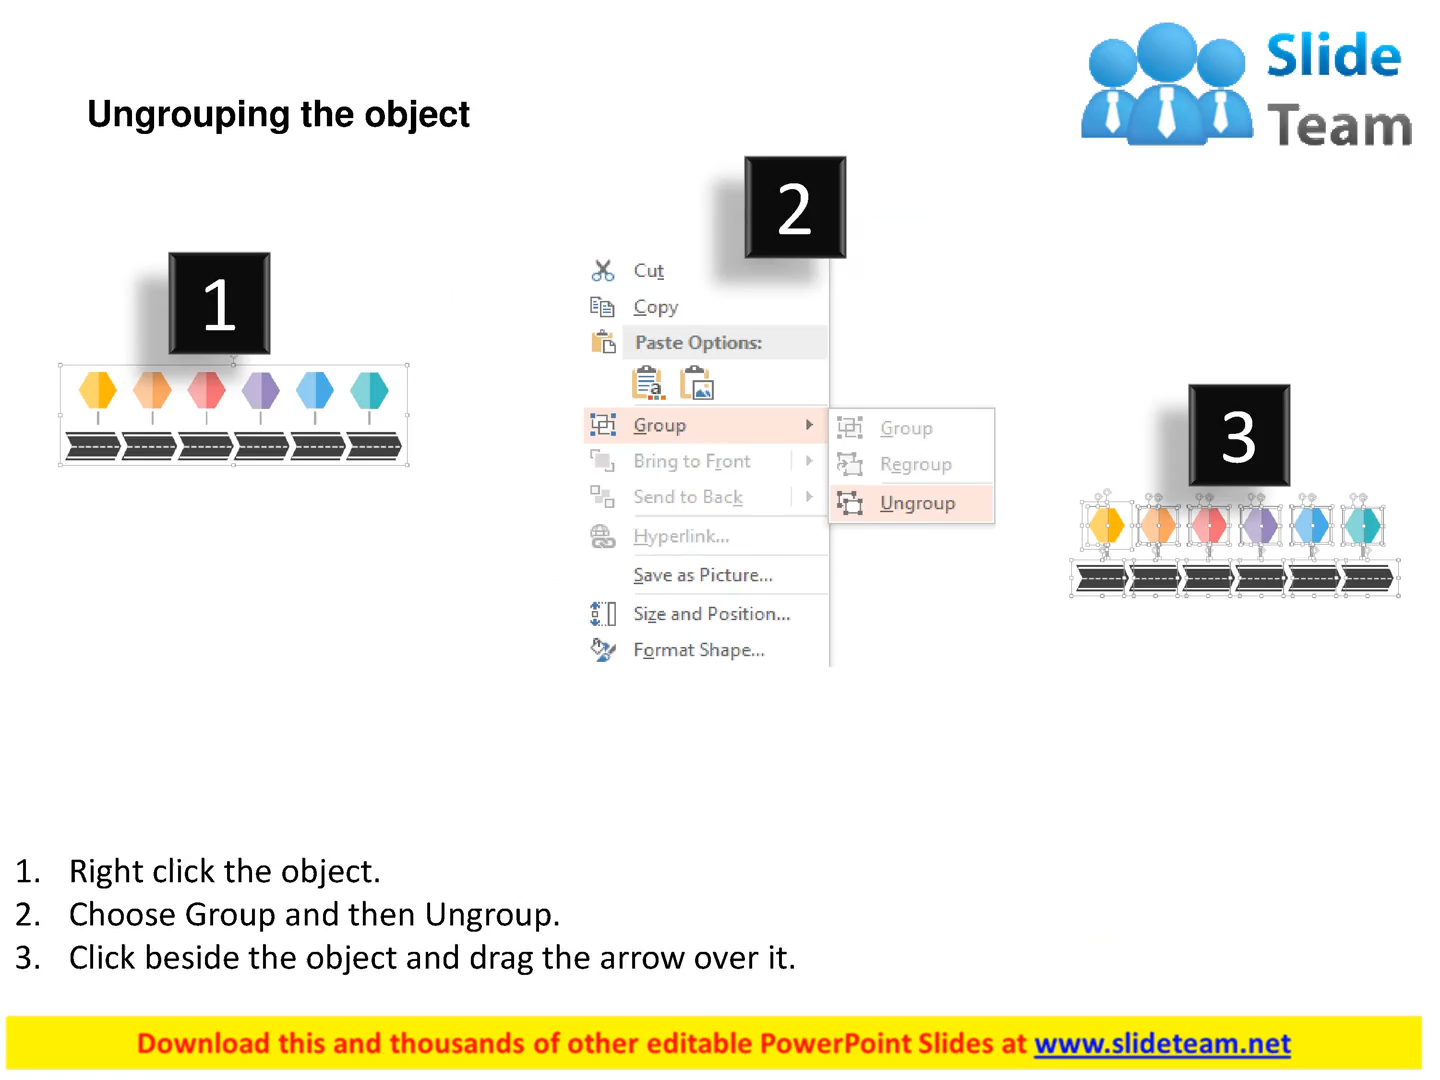 Slide
Team
Ungrouping the object
1
2
3
Cut
Copy
Paste Options:
Group
Bring to Front
Send to Back
Hyperlink...
Save as Picture...
Size and Position...
Format Shape...
Group
Regroup
Ungroup
1. Right click the object.
2. Choose Group and then Ungroup.
3. Click beside the object and drag the arrow over it.
Download this and thousands of other editable PowerPoint Slides at www.slideteam.net